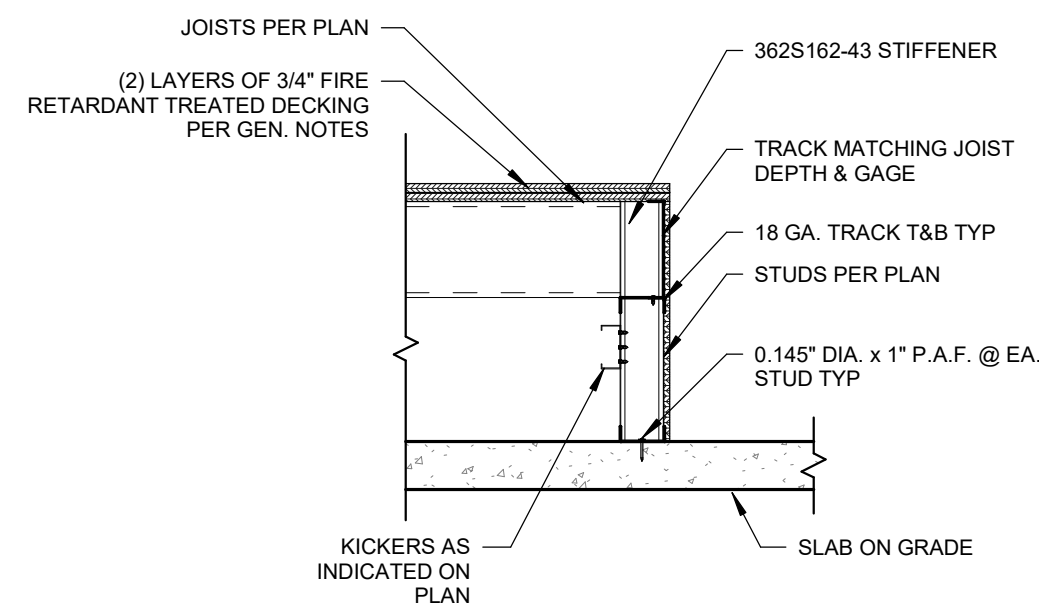 JOISTS PER PLAN
(2) LAYERS OF 3/4" FIRE
RETARDANT TREATED DECKING
PER GEN. NOTES
362S162-43 STIFFENER
TRACK MATCHING JOIST
DEPTH & GAGE
18 GA. TRACK T&B TYP
STUDS PER PLAN
0.145" DIA. x 1" P.A.F. @ EA.
STUD TYP
KICKERS AS
INDICATED ON
PLAN
SLAB ON GRADE